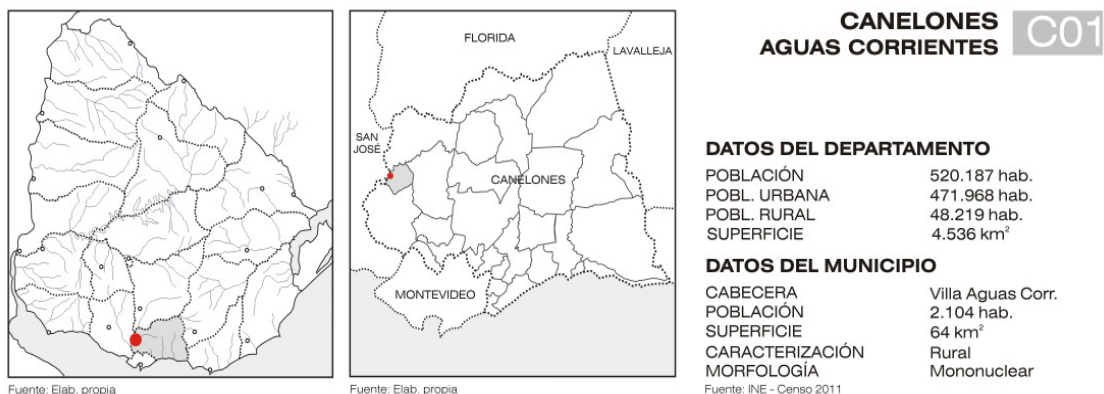 FLORIDA
LAVALLEJA
SAN
JOSÉ
CANELONES
MONTEVIDEO
Fuente: Elab. propia
Fuente: Elab. propia
CANELONES
AGUAS CORRIENTES
C01
DATOS DEL DEPARTAMENTO
POBLACIÓN 520.187 hab.
POBL. URBANA 471.968 hab.
POBL. RURAL 48.219 hab.
SUPERFICIE 4.536 km²
DATOS DEL MUNICIPIO
CABECERA Villa Aguas Corr.
POBLACIÓN 2.104 hab.
SUPERFICIE 64 km²
CARACTERIZACIÓN Rural
MORFOLOGÍA Mononuclear
Fuente: INE - Censo 2011